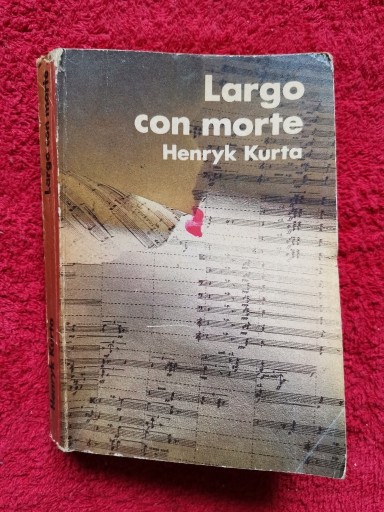 Largo
con morte
Henryk Kurta
Largo con morte
Henryk Kurta